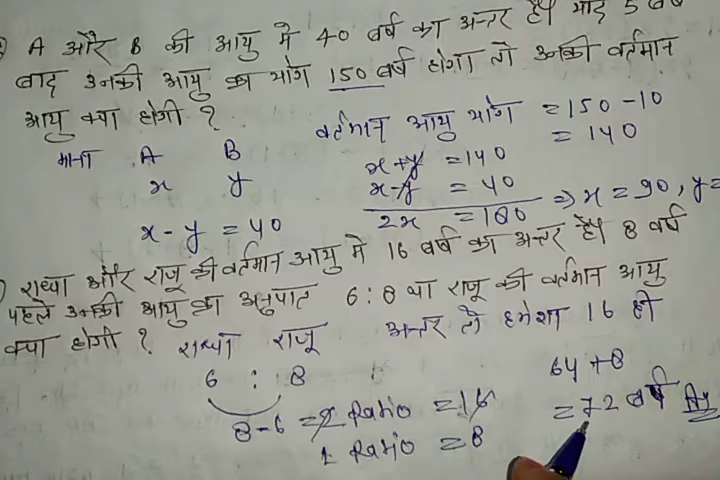 A और B की आयु मे 40 वर्ष का अन्तर है। यदि 5 वर्ष
बाद उनकी आयु का योग 150 वर्ष होगा तो उनकी वर्तमान
आयु क्या होगी ?
वर्तमान आयु योग = 150 - 10
= 140
माना A B
x y
x - y = 40
x + y = 140
x - y = 40
2x = 180 => x = 90, y =
राधा और राजू की वर्तमान आयु मे 16 वर्ष का अन्तर है। 8 वर्ष
पहले उनकी आयु का अनुपात 6 : 8 था राजू की वर्तमान आयु
क्या होगी ?
राधा राजू
अन्तर तो हमेशा 16 ही
6 : 8
8 - 6 = 2 Ratio = 16
1 Ratio = 8
64 + 8
= 72 वर्ष